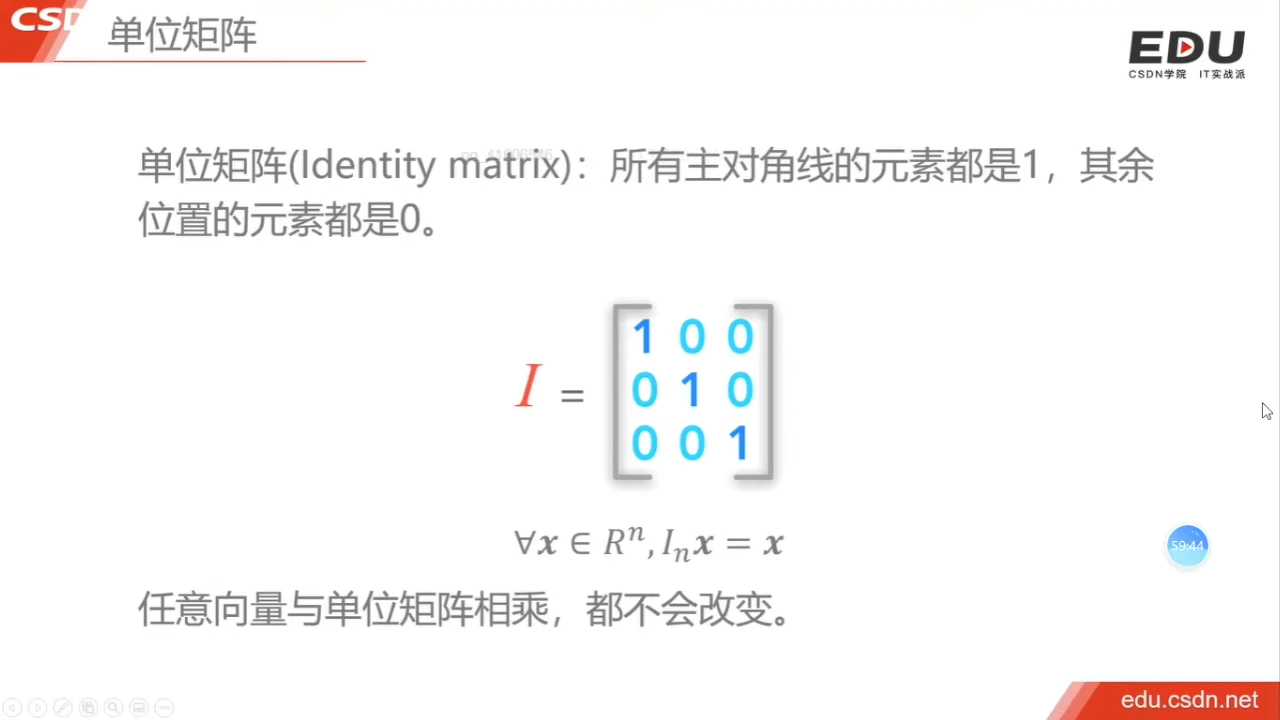 CSD
单位矩阵
EDU
CSDN学院 IT实战派
单位矩阵(Identity matrix)：所有主对角线的元素都是1，其余
位置的元素都是0。
I = 
1 0 0
0 1 0
0 0 1
∀x ∈ Rⁿ, Iₙx = x
59:44
任意向量与单位矩阵相乘，都不会改变。
edu.csdn.net